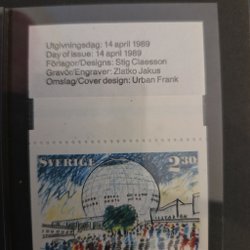 Utgivningsdag: 14 april 1989
Day of issue: 14 april 1989
Förlagor/Designs: Stig Claesson
Gravör/Engraver: Zlatko Jakus
Omslag/Cover design: Urban Frank
SVERIGE 2.30